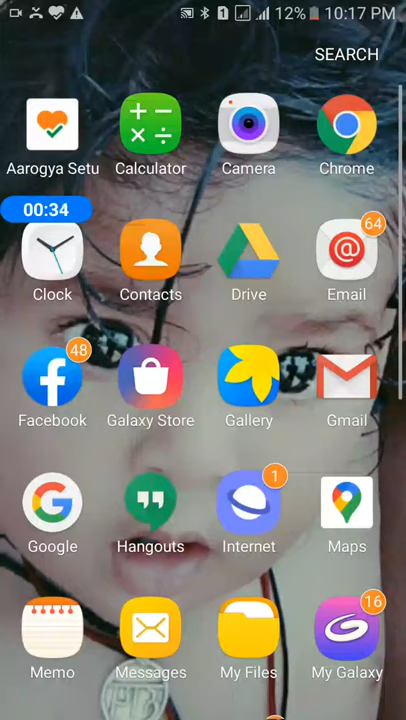 1 12% 10:17 PM
SEARCH
Aarogya Setu Calculator Camera Chrome
00:34
64
Clock Contacts Drive Email
48
Facebook Galaxy Store Gallery Gmail
1
Google Hangouts Internet Maps
16
Memo Messages My Files My Galaxy